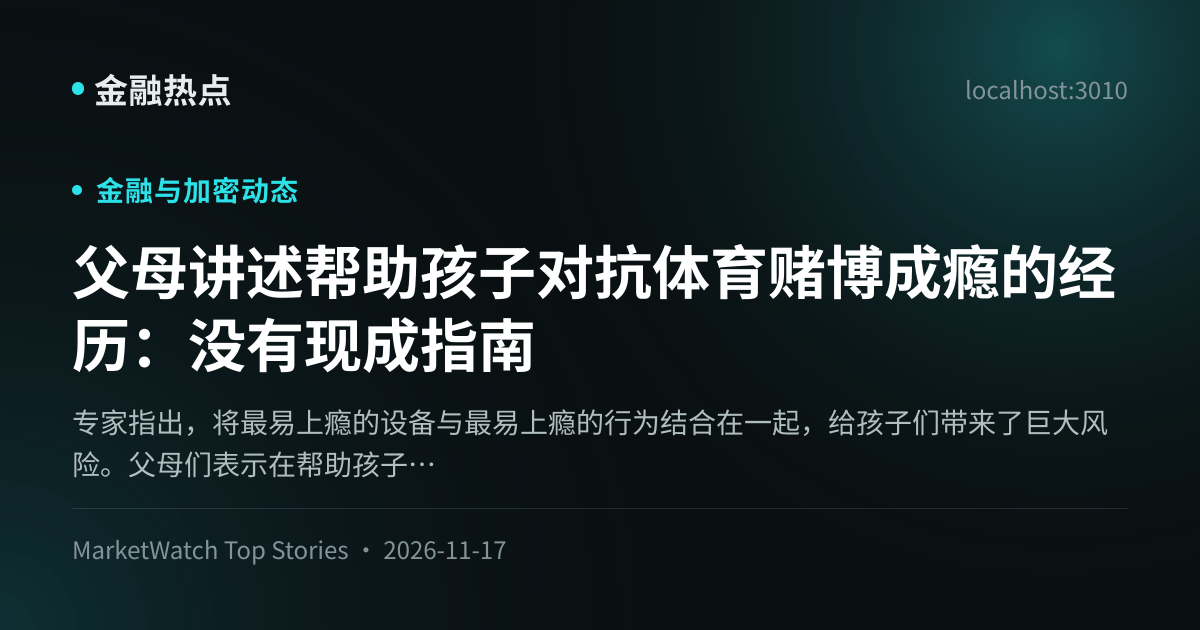 金融热点
localhost:3010
金融与加密动态
父母讲述帮助孩子对抗体育赌博成瘾的经
历：没有现成指南
专家指出，将最易上瘾的设备与最易上瘾的行为结合在一起，给孩子们带来了巨大风
险。父母们表示在帮助孩子…
MarketWatch Top Stories • 2026-11-17